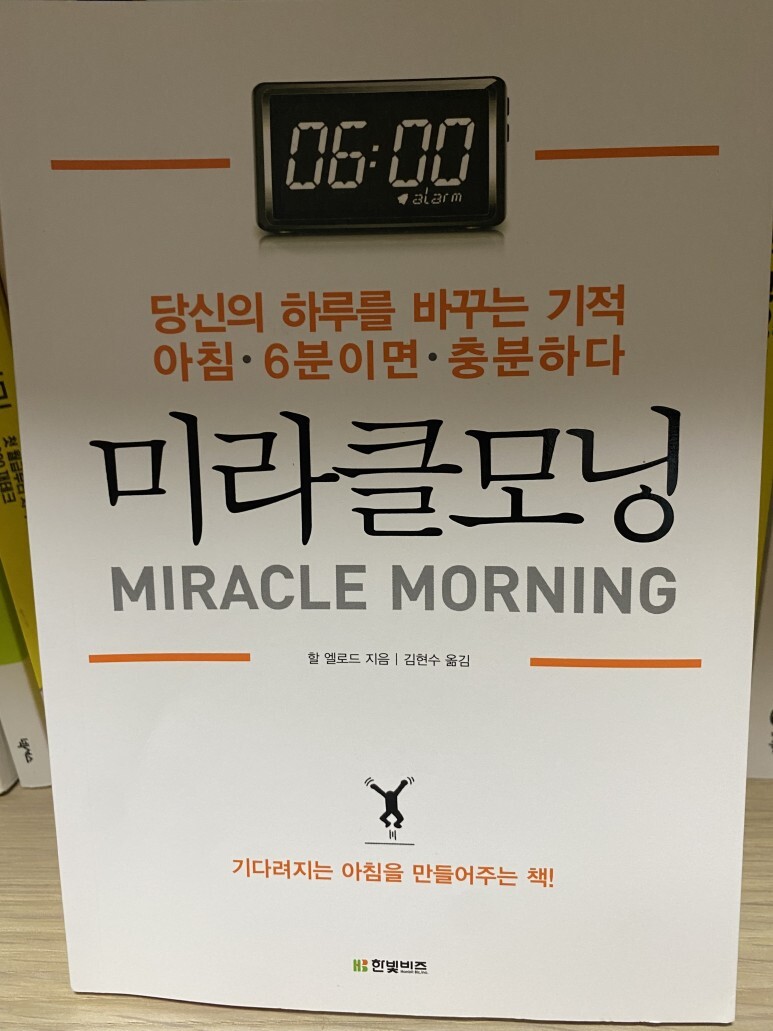 06:00
alarm
당신의 하루를 바꾸는 기적
아침·6분이면·충분하다
미라클모닝
MIRACLE MORNING
할 엘로드 지음 | 김현수 옮김
기다려지는 아침을 만들어주는 책!
HB 한빛비즈